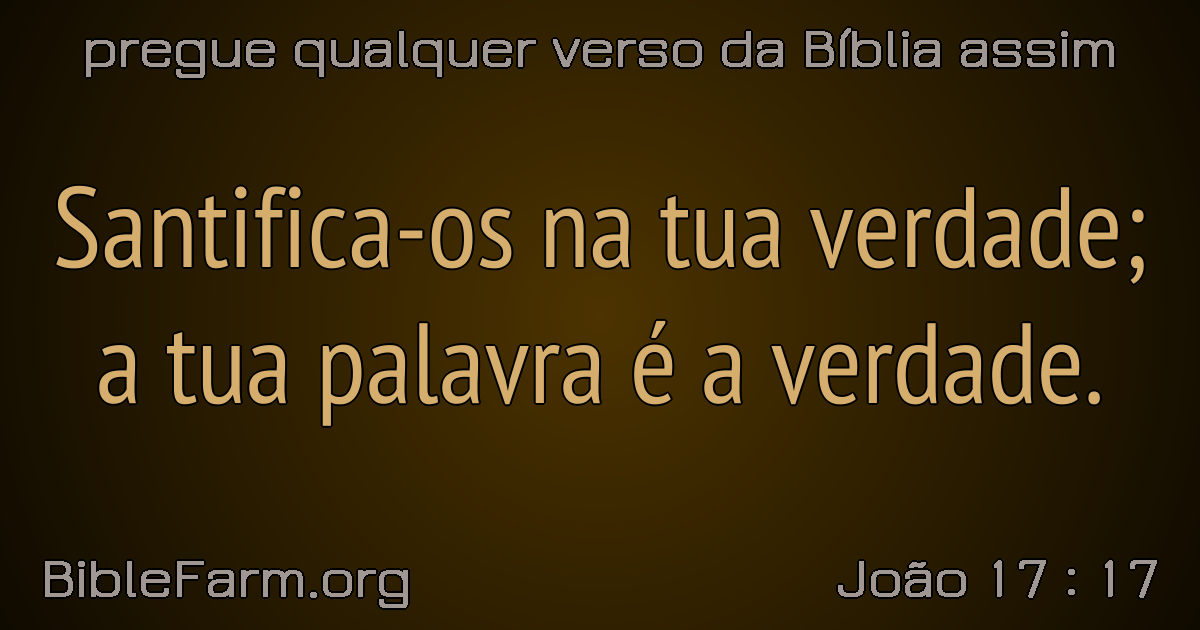 pregue qualquer verso da Bíblia assim
Santifica-os na tua verdade;
a tua palavra é a verdade.
BibleFarm.org
João 17 : 17